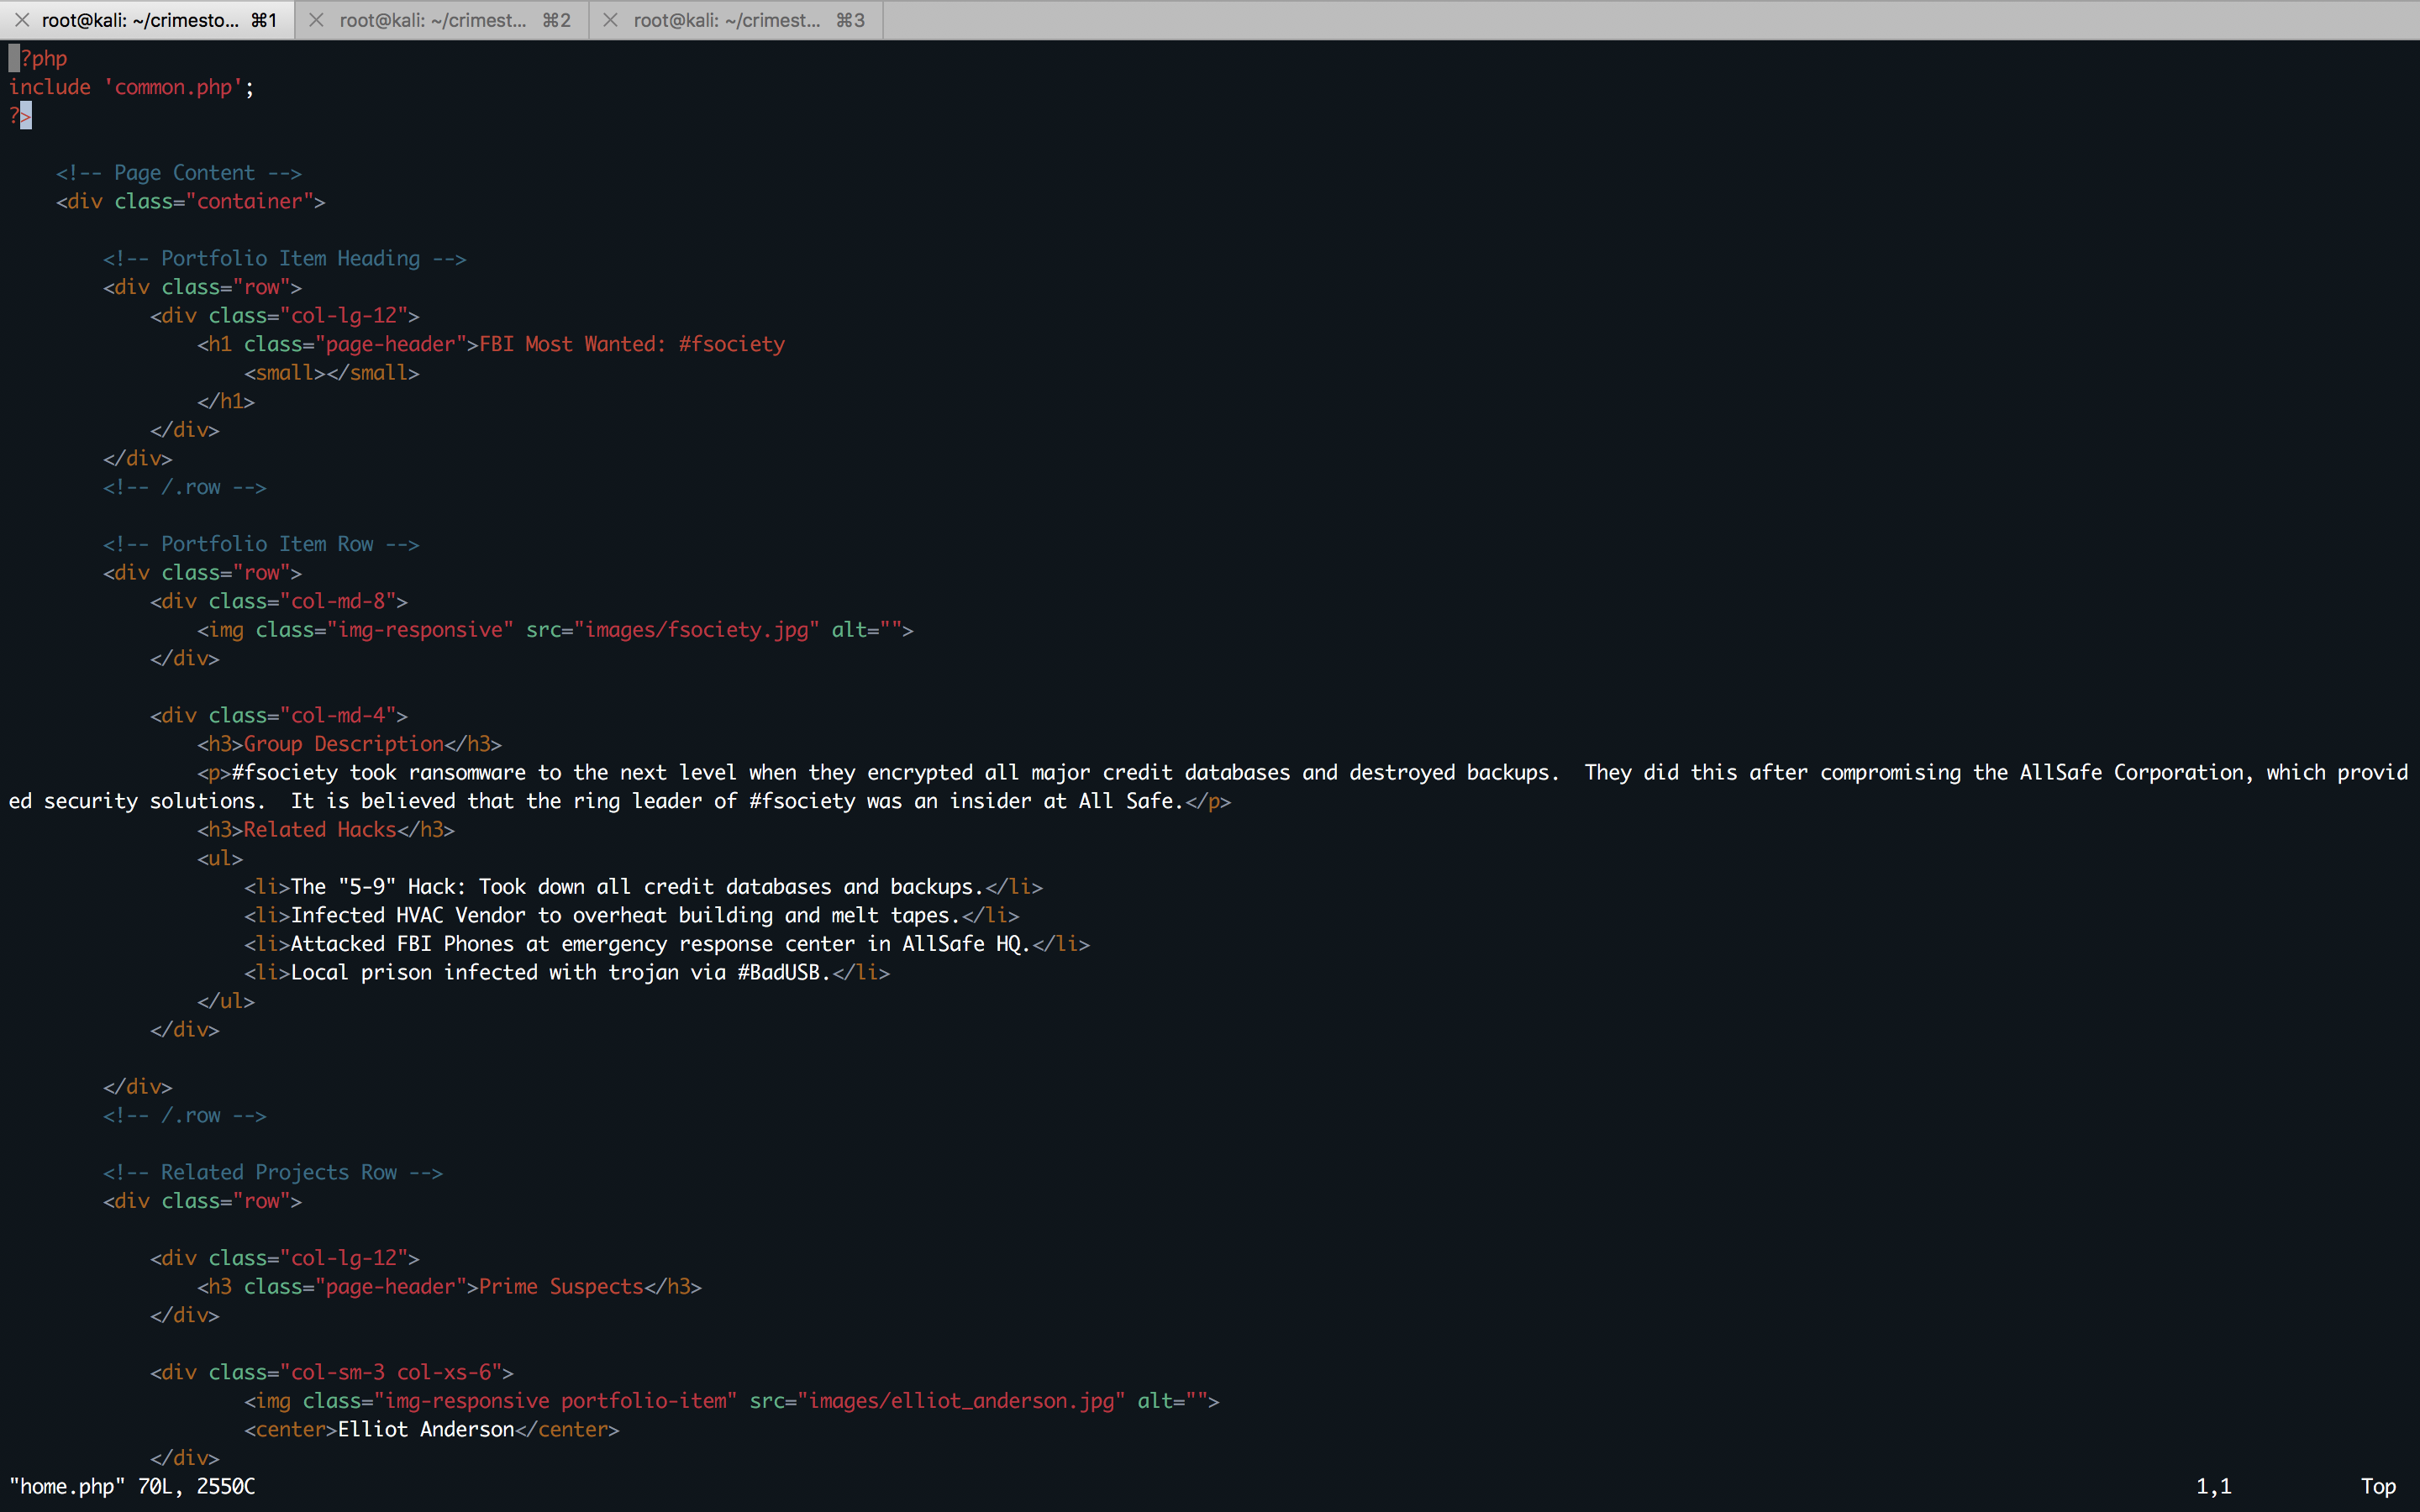 root@kali: ~/crimesto... ⌘1 root@kali: ~/crimest... ⌘2 root@kali: ~/crimest... ⌘3
?php
include 'common.php';
?>
<!-- Page Content -->
<div class="container">
<!-- Portfolio Item Heading -->
<div class="row">
<div class="col-lg-12">
<h1 class="page-header">FBI Most Wanted: #fsociety
<small></small>
</h1>
</div>
</div>
<!-- /.row -->
<!-- Portfolio Item Row -->
<div class="row">
<div class="col-md-8">
<img class="img-responsive" src="images/fsociety.jpg" alt="">
</div>
<div class="col-md-4">
<h3>Group Description</h3>
<p>#fsociety took ransomware to the next level when they encrypted all major credit databases and destroyed backups.  They did this after compromising the AllSafe Corporation, which provid
ed security solutions.  It is believed that the ring leader of #fsociety was an insider at All Safe.</p>
<h3>Related Hacks</h3>
<ul>
<li>The "5-9" Hack: Took down all credit databases and backups.</li>
<li>Infected HVAC Vendor to overheat building and melt tapes.</li>
<li>Attacked FBI Phones at emergency response center in AllSafe HQ.</li>
<li>Local prison infected with trojan via #BadUSB.</li>
</ul>
</div>
</div>
<!-- /.row -->
<!-- Related Projects Row -->
<div class="row">
<div class="col-lg-12">
<h3 class="page-header">Prime Suspects</h3>
</div>
<div class="col-sm-3 col-xs-6">
<img class="img-responsive portfolio-item" src="images/elliot_anderson.jpg" alt="">
<center>Elliot Anderson</center>
</div>
"home.php" 70L, 2550C 1,1 Top